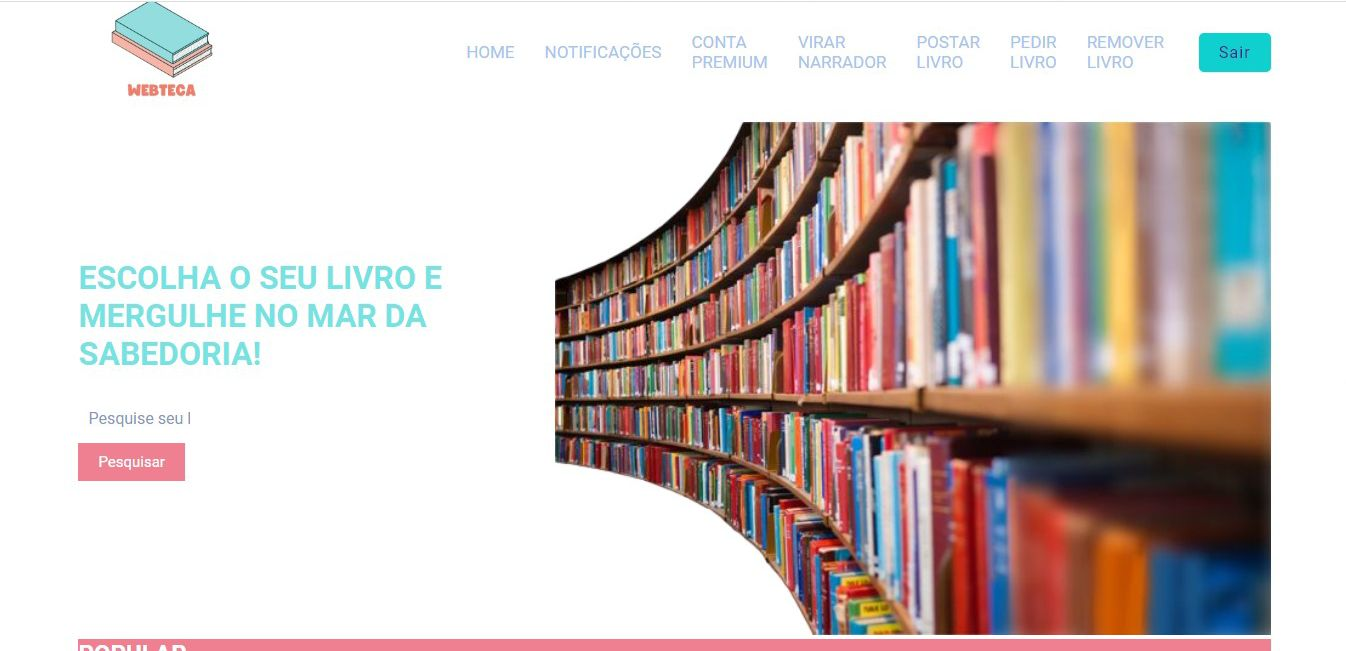 WEBTECA
HOME
NOTIFICAÇÕES
CONTA
PREMIUM
VIRAR
NARRADOR
POSTAR
LIVRO
PEDIR
LIVRO
REMOVER
LIVRO
Sair
ESCOLHA O SEU LIVRO E
MERGULHE NO MAR DA
SABEDORIA!
Pesquise seu l
Pesquisar
POPULAR